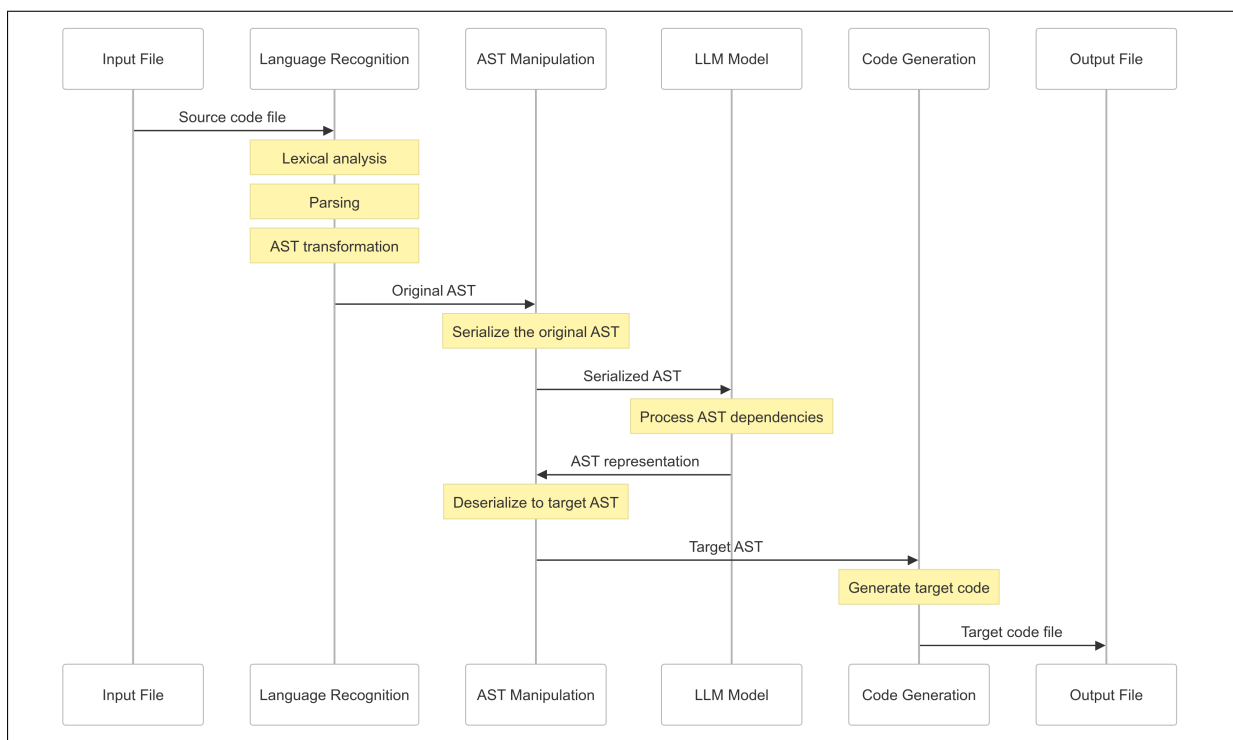 Input File
Language Recognition
AST Manipulation
LLM Model
Code Generation
Output File
Source code file
Lexical analysis
Parsing
AST transformation
Original AST
Serialize the original AST
Serialized AST
Process AST dependencies
AST representation
Deserialize to target AST
Target AST
Generate target code
Target code file
Input File
Language Recognition
AST Manipulation
LLM Model
Code Generation
Output File